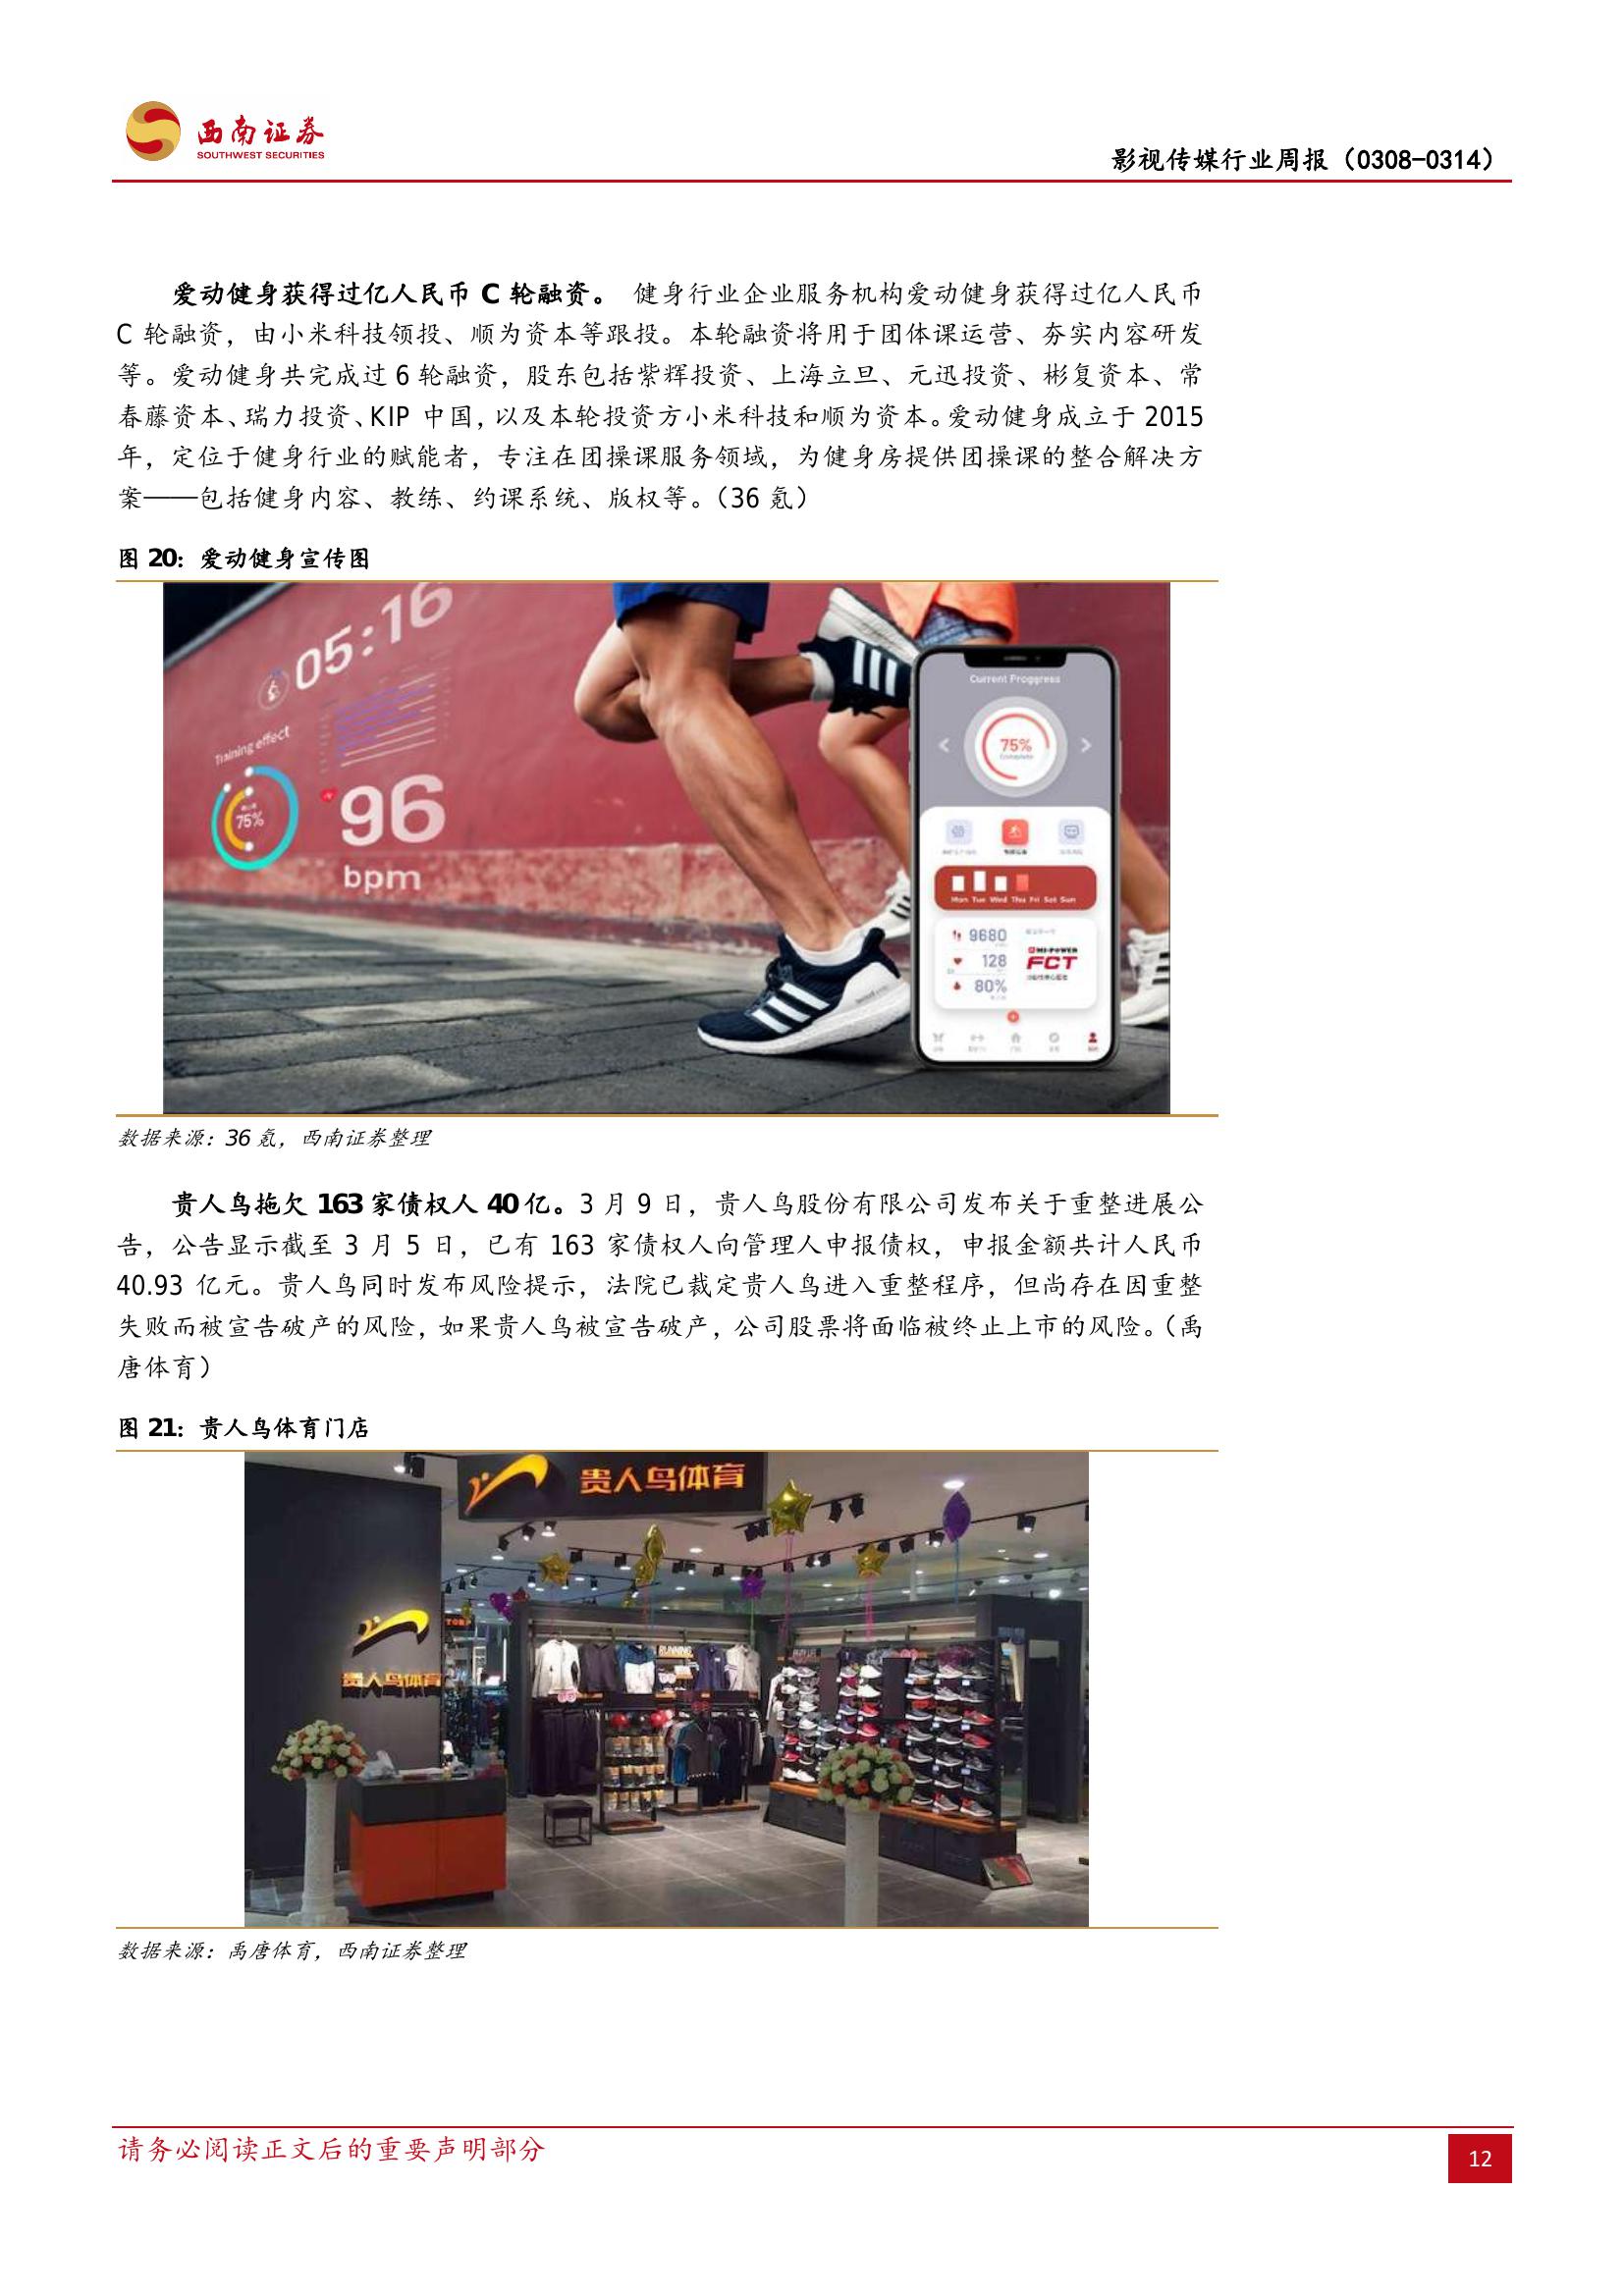 西南证券
SOUTHWEST SECURITIES
影视传媒行业周报（0308-0314）
爱动健身获得过亿人民币 C 轮融资。 健身行业企业服务机构爱动健身获得过亿人民币
C 轮融资，由小米科技领投、顺为资本等跟投。本轮融资将用于团体课运营、夯实内容研发
等。爱动健身共完成过 6 轮融资，股东包括紫辉投资、上海立旦、元迅投资、彬复资本、常
春藤资本、瑞力投资、KIP 中国，以及本轮投资方小米科技和顺为资本。爱动健身成立于 2015
年，定位于健身行业的赋能者，专注在团操课服务领域，为健身房提供团操课的整合解决方
案——包括健身内容、教练、约课系统、版权等。（36 氪）
图 20：爱动健身宣传图
05:16
Training effect
75%
96
bpm
Current Proggress
75%
Complete
Mon Tue Wed Thu Fri Sat Sun
9680
128
80%
HI-POWER
FCT
数据来源：36 氪，西南证券整理
贵人鸟拖欠 163 家债权人 40 亿。3 月 9 日，贵人鸟股份有限公司发布关于重整进展公
告，公告显示截至 3 月 5 日，已有 163 家债权人向管理人申报债权，申报金额共计人民币
40.93 亿元。贵人鸟同时发布风险提示，法院已裁定贵人鸟进入重整程序，但尚存在因重整
失败而被宣告破产的风险，如果贵人鸟被宣告破产，公司股票将面临被终止上市的风险。（禹
唐体育）
图 21：贵人鸟体育门店
贵人鸟体育
贵人鸟体育
RUNNING
数据来源：禹唐体育，西南证券整理
请务必阅读正文后的重要声明部分
12